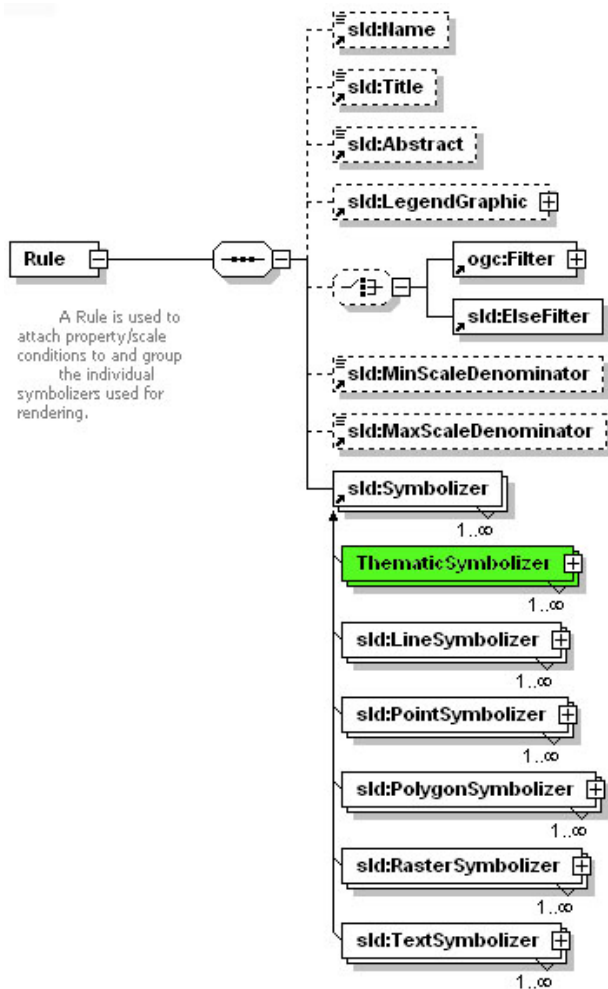 sld:Name
sld:Title
sld:Abstract
sld:LegendGraphic
Rule
ogc:Filter
sld:ElseFilter
A Rule is used to
attach property/scale
conditions to and group
the individual
symbolizers used for
rendering.
sld:MinScaleDenominator
sld:MaxScaleDenominator
sld:Symbolizer
1..∞
ThematicSymbolizer
1..∞
sld:LineSymbolizer
1..∞
sld:PointSymbolizer
1..∞
sld:PolygonSymbolizer
1..∞
sld:RasterSymbolizer
1..∞
sld:TextSymbolizer
1..∞